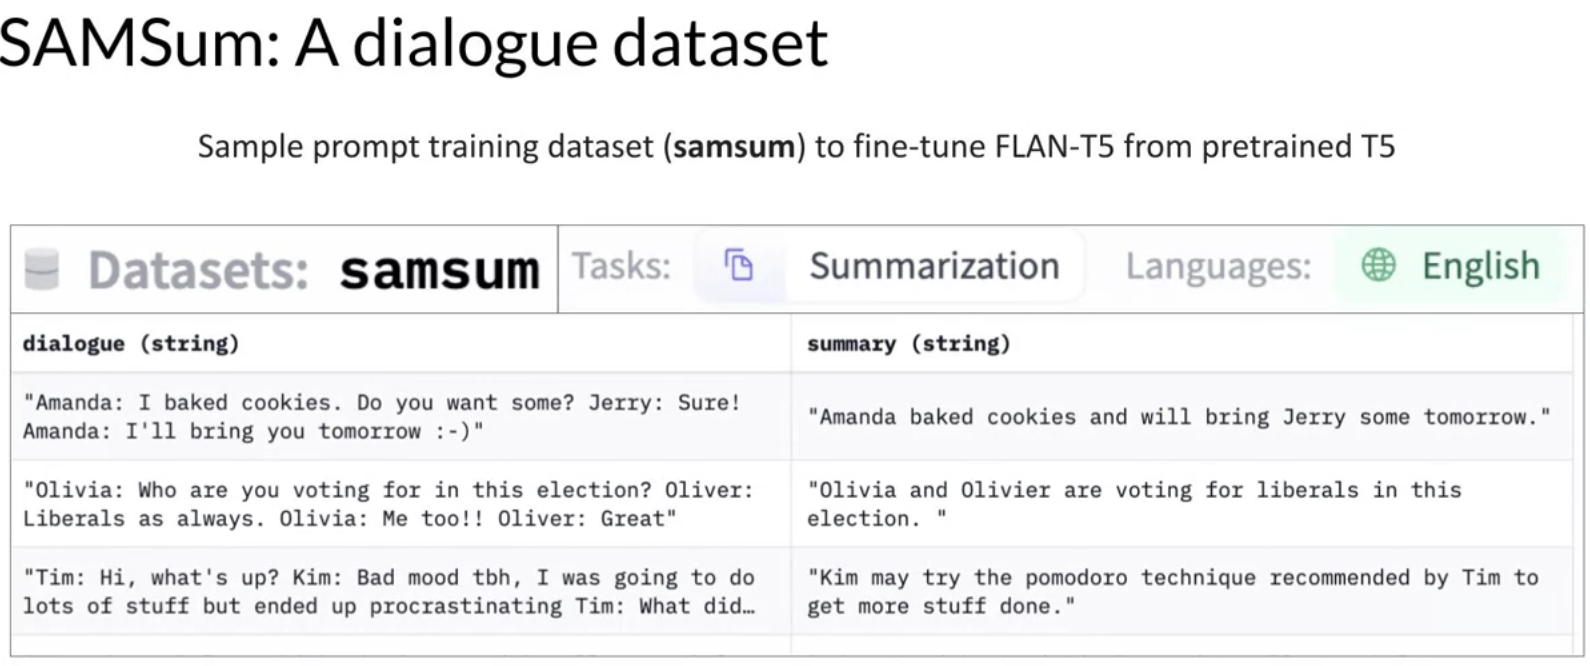 SAMSum: A dialogue dataset
Sample prompt training dataset (samsum) to fine-tune FLAN-T5 from pretrained T5
Datasets: samsum Tasks: Summarization Languages: English
dialogue (string)
summary (string)
"Amanda: I baked cookies. Do you want some? Jerry: Sure!
Amanda: I'll bring you tomorrow :-)"
"Amanda baked cookies and will bring Jerry some tomorrow."
"Olivia: Who are you voting for in this election? Oliver:
Liberals as always. Olivia: Me too!! Oliver: Great"
"Olivia and Olivier are voting for liberals in this
election. "
"Tim: Hi, what's up? Kim: Bad mood tbh, I was going to do
lots of stuff but ended up procrastinating Tim: What did…
"Kim may try the pomodoro technique recommended by Tim to
get more stuff done."